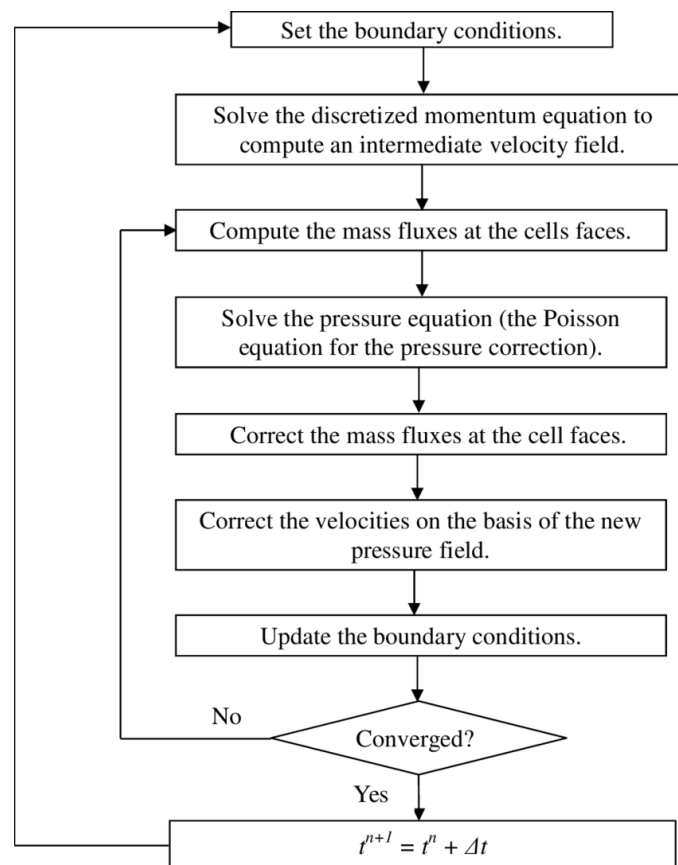 Set the boundary conditions.
Solve the discretized momentum equation to
compute an intermediate velocity field.
Compute the mass fluxes at the cells faces.
Solve the pressure equation (the Poisson
equation for the pressure correction).
Correct the mass fluxes at the cell faces.
Correct the velocities on the basis of the new
pressure field.
Update the boundary conditions.
No
Converged?
Yes
tⁿ⁺¹ = tⁿ + Δt